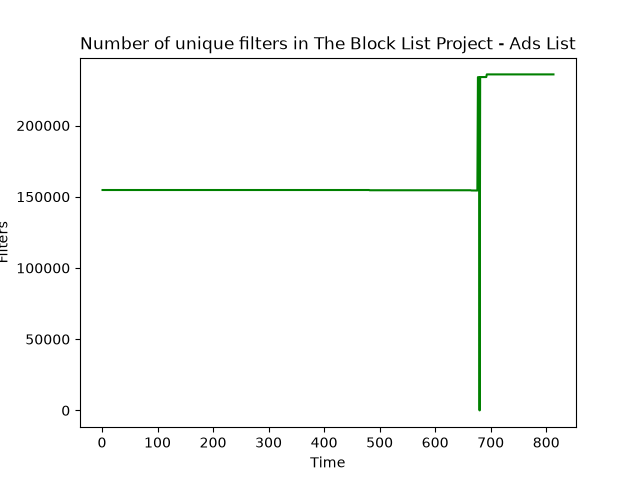 Number of unique filters in The Block List Project - Ads List
200000
150000
100000
50000
0
Filters
0 100 200 300 400 500 600 700 800
Time